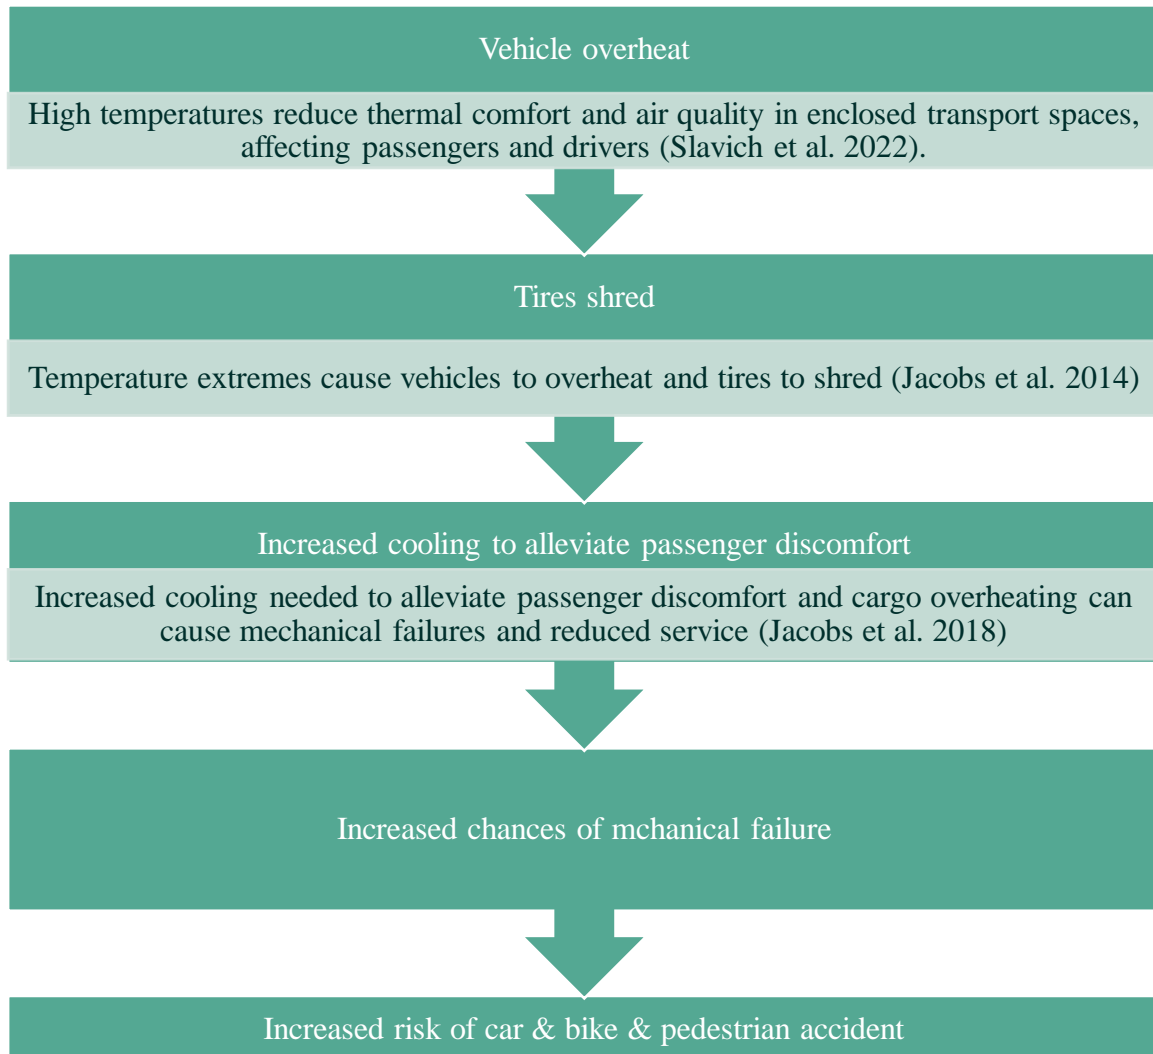 Vehicle overheat
High temperatures reduce thermal comfort and air quality in enclosed transport spaces,
affecting passengers and drivers (Slavich et al. 2022).
Tires shred
Temperature extremes cause vehicles to overheat and tires to shred (Jacobs et al. 2014)
Increased cooling to alleviate passenger discomfort
Increased cooling needed to alleviate passenger discomfort and cargo overheating can
cause mechanical failures and reduced service (Jacobs et al. 2018)
Increased chances of mchanical failure
Increased risk of car & bike & pedestrian accident